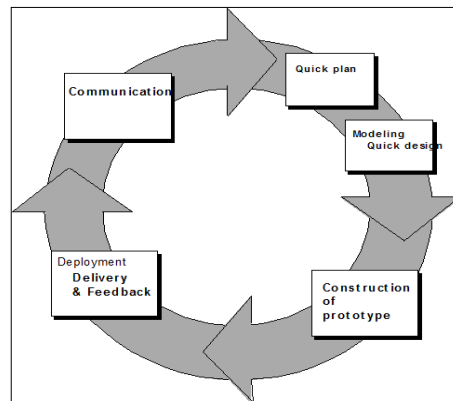 Communication
Quick plan
Modeling
Quick design
Construction
of
prototype
Deployment
Delivery
& Feedback